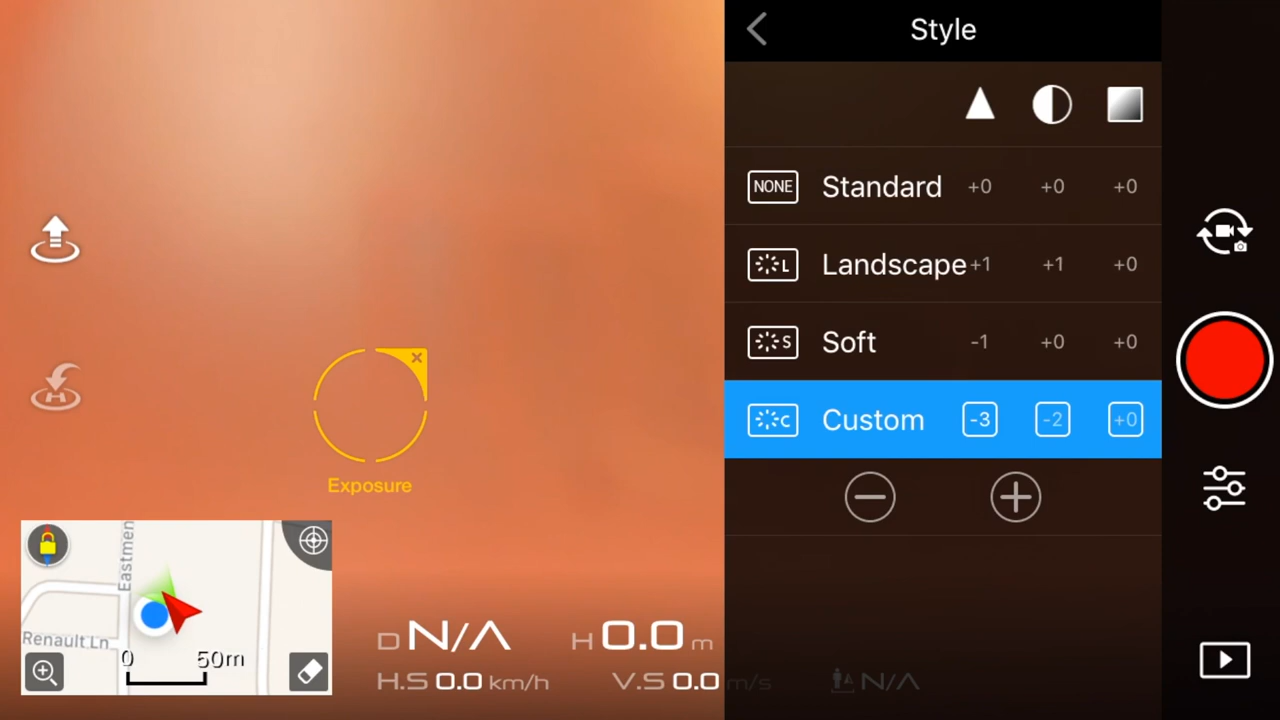 Style
NONE Standard +0 +0 +0
L Landscape +1 +1 +0
S Soft -1 +0 +0
C Custom -3 -2 +0
Exposure
Eastmen
Renault Ln
0 50m
H
D N/A H 0.0 m
H.S 0.0 km/h V.S 0.0 m/s N/A